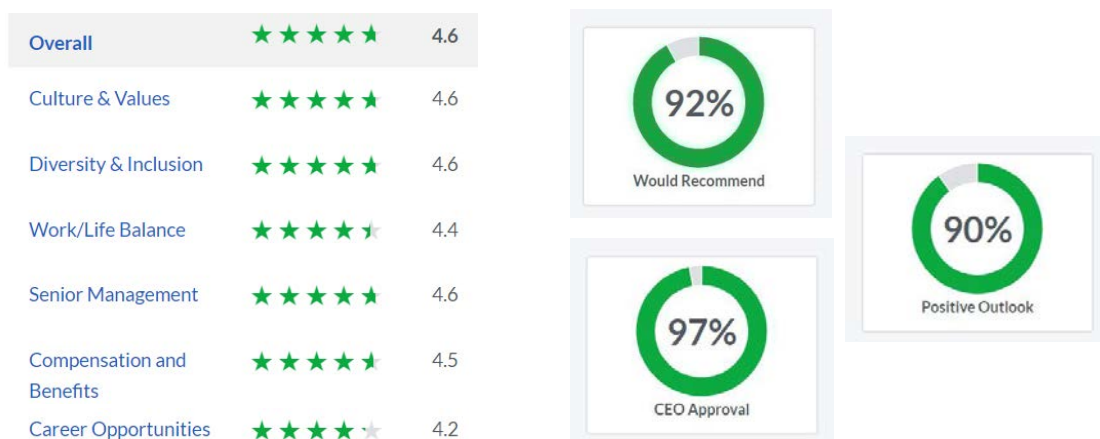 Overall 4.6
Culture & Values 4.6
Diversity & Inclusion 4.6
Work/Life Balance 4.4
Senior Management 4.6
Compensation and 4.5
Benefits
Career Opportunities 4.2
92%
Would Recommend
97%
CEO Approval
90%
Positive Outlook